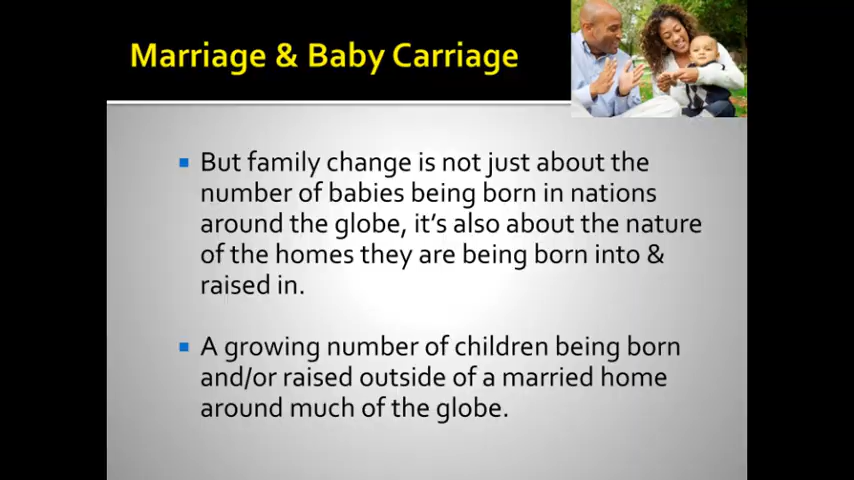 Marriage & Baby Carriage
But family change is not just about the
number of babies being born in nations
around the globe, it's also about the nature
of the homes they are being born into &
raised in.
A growing number of children being born
and/or raised outside of a married home
around much of the globe.